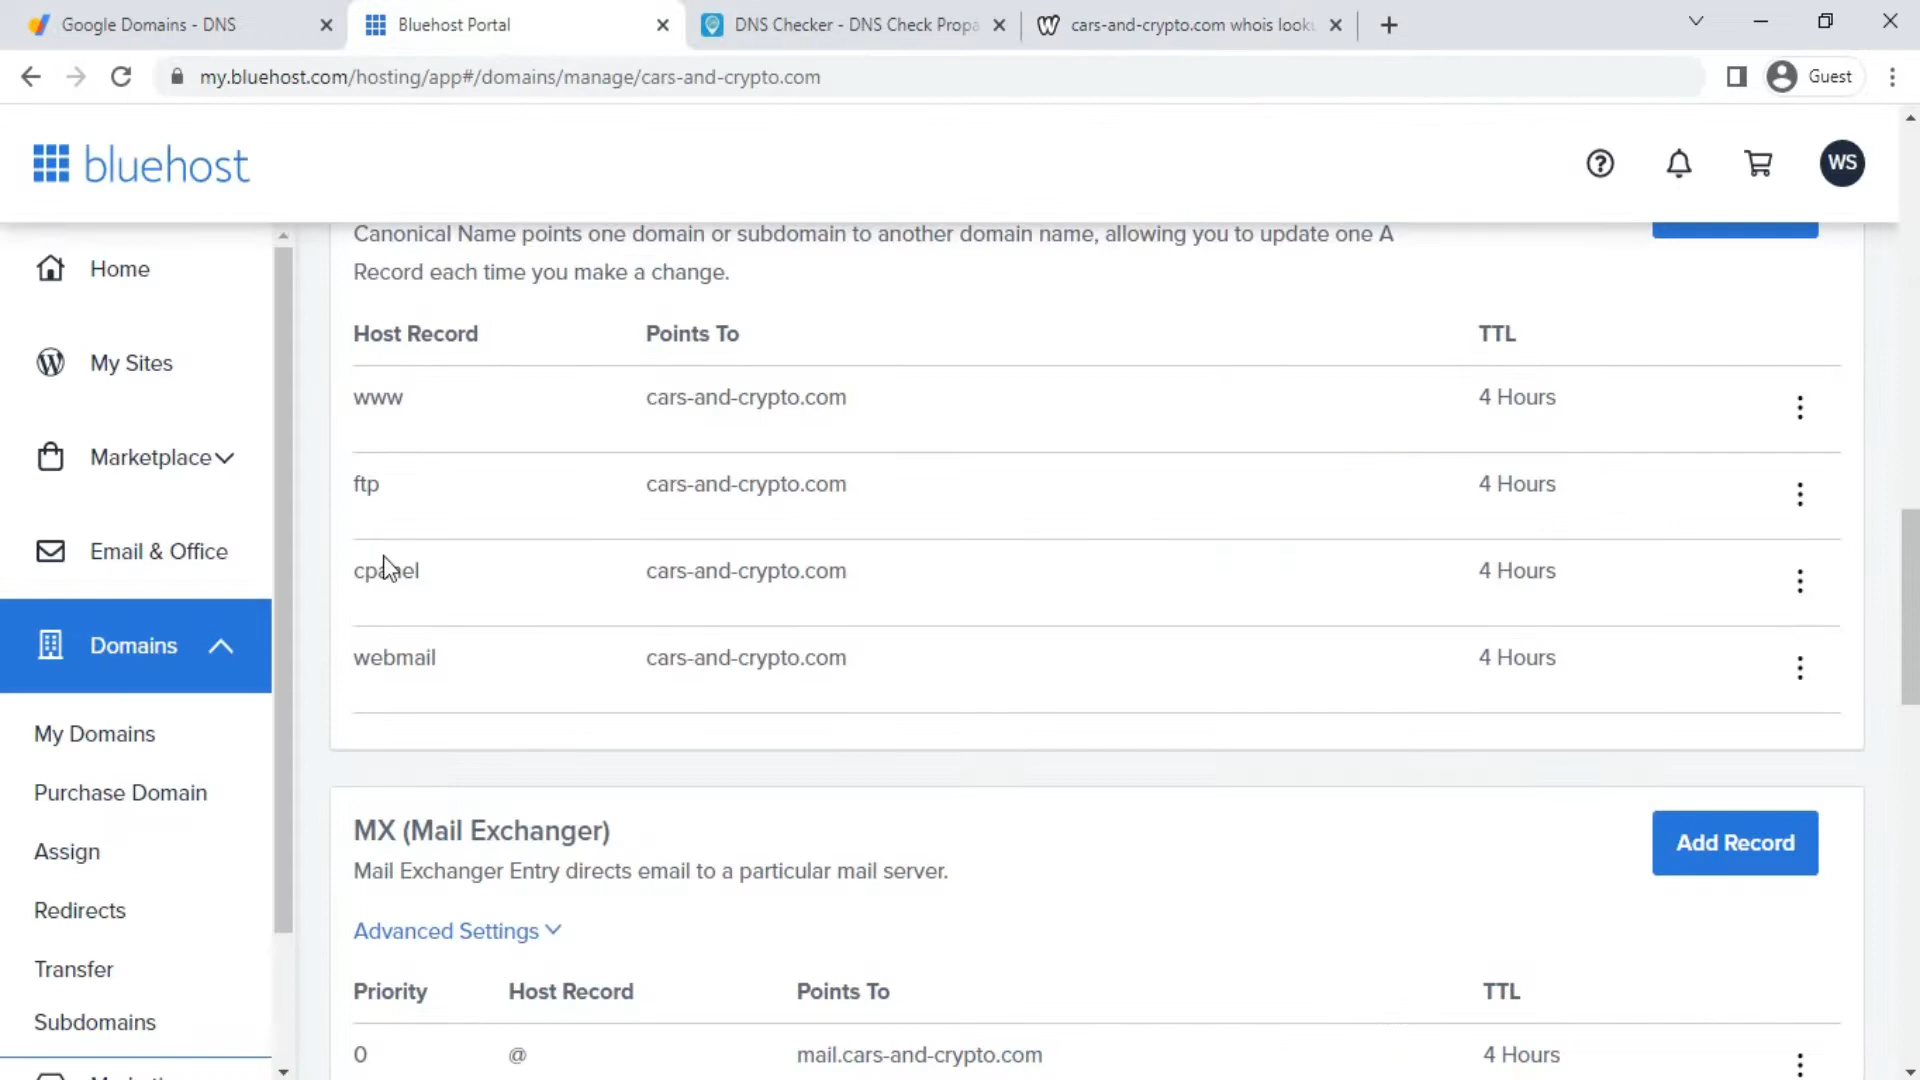 Google Domains - DNS
Bluehost Portal
DNS Checker - DNS Check Propa
cars-and-crypto.com whois looku
my.bluehost.com/hosting/app#/domains/manage/cars-and-crypto.com
Guest
bluehost
WS
Home
My Sites
Marketplace
Email & Office
Domains
My Domains
Purchase Domain
Assign
Redirects
Transfer
Subdomains
Canonical Name points one domain or subdomain to another domain name, allowing you to update one A
Record each time you make a change.
Host Record Points To TTL
www cars-and-crypto.com 4 Hours
ftp cars-and-crypto.com 4 Hours
cpanel cars-and-crypto.com 4 Hours
webmail cars-and-crypto.com 4 Hours
MX (Mail Exchanger)
Add Record
Mail Exchanger Entry directs email to a particular mail server.
Advanced Settings
Priority Host Record Points To TTL
0 @ mail.cars-and-crypto.com 4 Hours